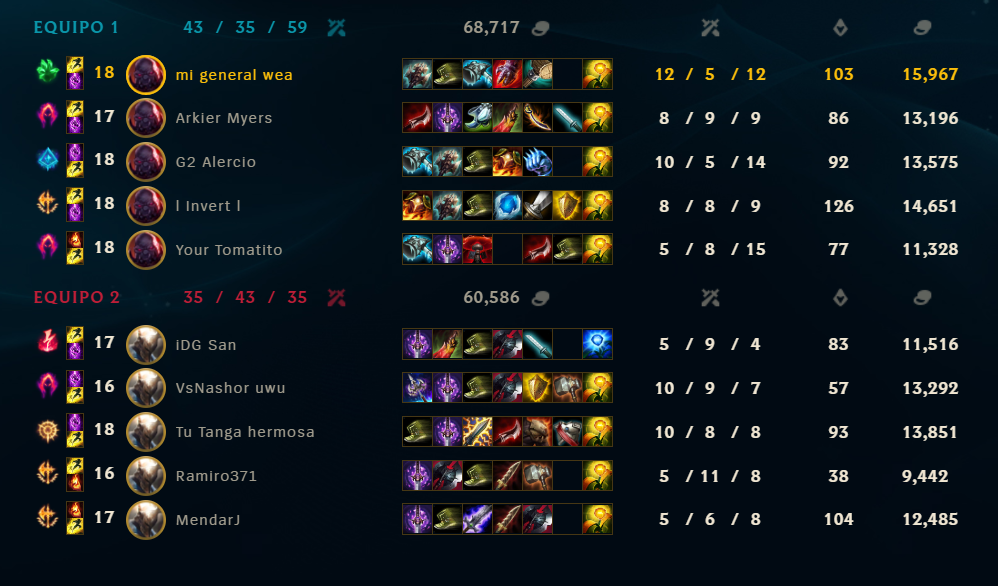 EQUIPO 1 43 / 35 / 59 68,717
18 mi general wea 12 / 5 / 12 103 15,967
17 Arkier Myers 8 / 9 / 9 86 13,196
18 G2 Alercio 10 / 5 / 14 92 13,575
18 l Invert l 8 / 8 / 9 126 14,651
18 Your Tomatito 5 / 8 / 15 77 11,328
EQUIPO 2 35 / 43 / 35 60,586
17 iDG San 5 / 9 / 4 83 11,516
16 VsNashor uwu 10 / 9 / 7 57 13,292
18 Tu Tanga hermosa 10 / 8 / 8 93 13,851
16 Ramiro371 5 / 11 / 8 38 9,442
17 MendarJ 5 / 6 / 8 104 12,485